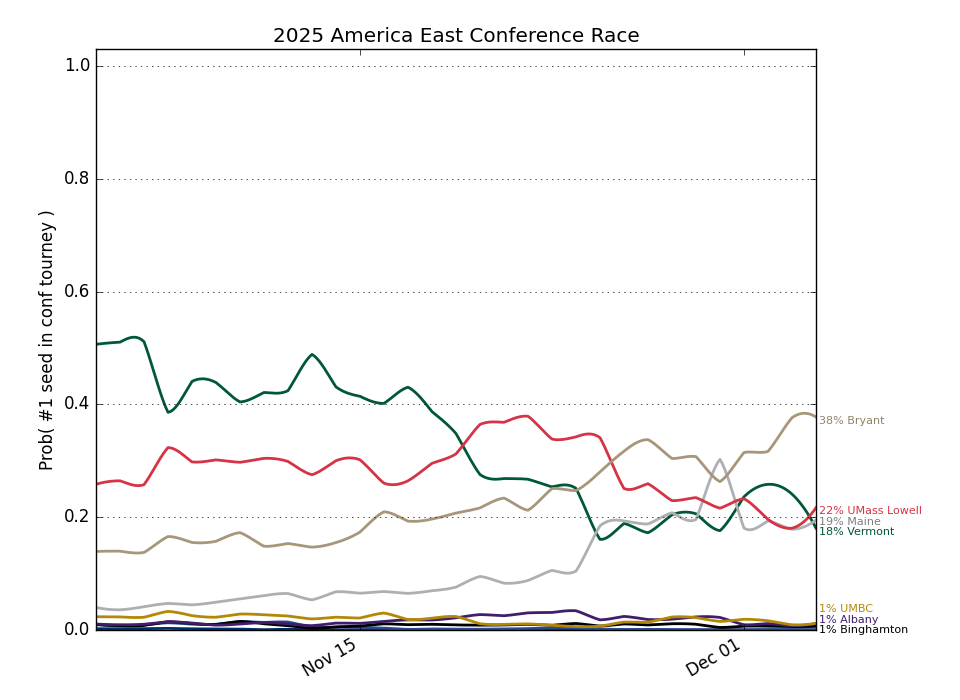 2025 America East Conference Race
Prob( #1 seed in conf tourney )
1.0
0.8
0.6
0.4
0.2
0.0
Nov 15
Dec 01
38% Bryant
22% UMass Lowell
19% Maine
18% Vermont
1% UMBC
1% Albany
1% Binghamton